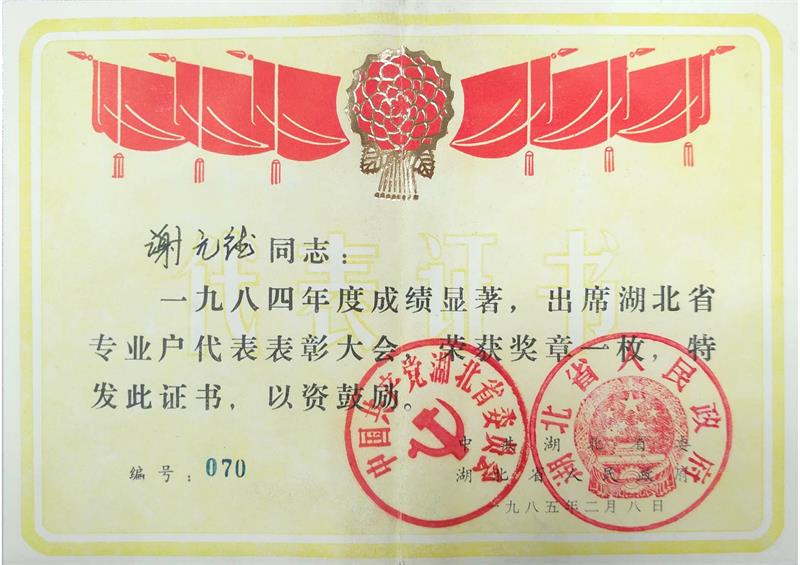 代表证书
谢元德同志：
一九八四年度成绩显著，出席湖北省
专业户代表表彰大会，荣获奖章一枚，特
发此证书，以资鼓励。
编号：070
中共湖北省委
湖北省人民政府
一九八五年二月八日
中国共产党湖北省委员会
湖北省人民政府